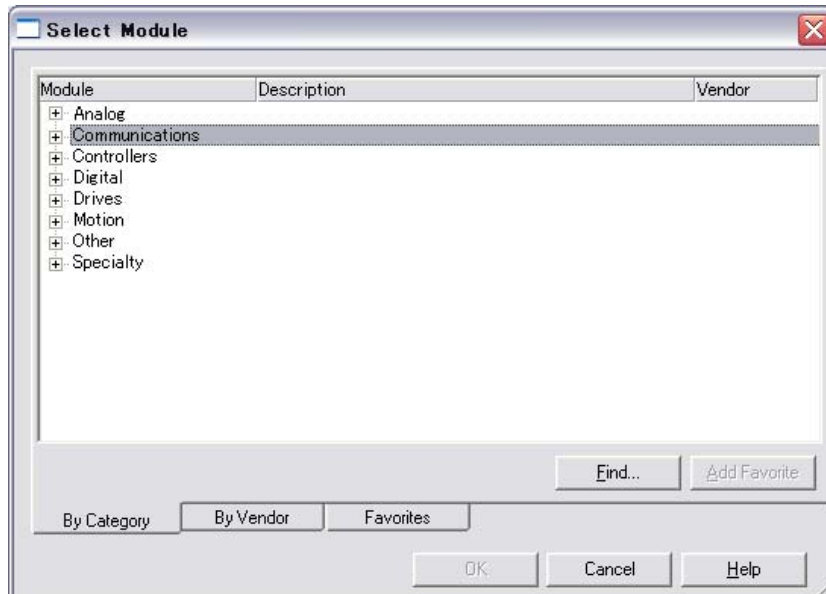 Select Module
Module Description Vendor
Analog
Communications
Controllers
Digital
Drives
Motion
Other
Specialty
Find... Add Favorite
By Category By Vendor Favorites
OK Cancel Help